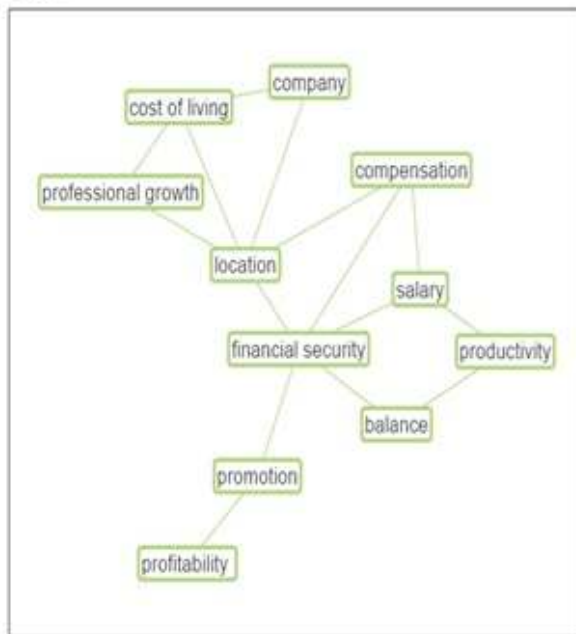 company
cost of living
compensation
professional growth
location
salary
financial security
productivity
balance
promotion
profitability